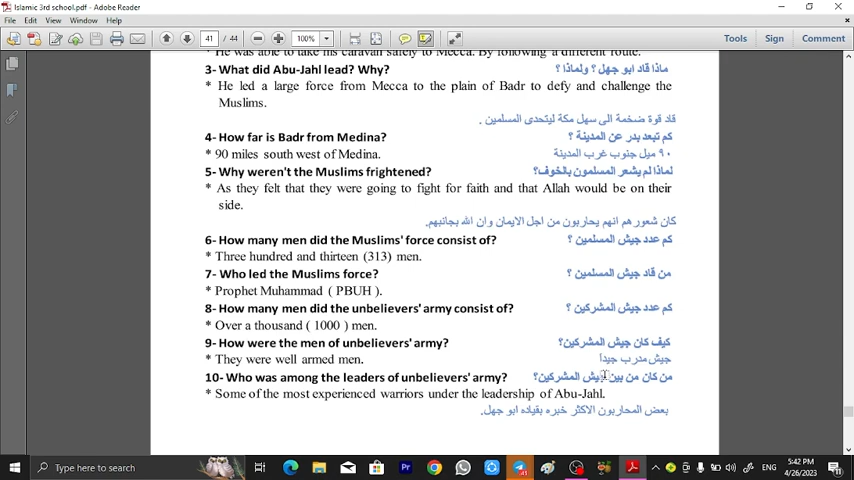 Islamic 3rd school.pdf - Adobe Reader
File Edit View Window Help
41 / 44 100% Tools Sign Comment
* He was able to take his caravan safely to Mecca. By following a different route.
3- What did Abu-Jahl lead? Why? ماذا قاد ابو جهل ؟ ولماذا ؟
* He led a large force from Mecca to the plain of Badr to defy and challenge the
Muslims.
قاد قوة ضخمة الى سهل مكة ليتحدى المسلمين .
4- How far is Badr from Medina? كم تبعد بدر عن المدينة ؟
* 90 miles south west of Medina. ٩٠ ميل جنوب غرب المدينة
5- Why weren't the Muslims frightened? لماذا لم يشعر المسلمون بالخوف؟
* As they felt that they were going to fight for faith and that Allah would be on their
side.
كان شعورهم انهم يحاربون من اجل الايمان وان الله بجانبهم.
6- How many men did the Muslims' force consist of? كم عدد جيش المسلمين ؟
* Three hundred and thirteen (313) men.
7- Who led the Muslims force? من قاد جيش المسلمين ؟
* Prophet Muhammad ( PBUH ).
8- How many men did the unbelievers' army consist of? كم عدد جيش المشركين ؟
* Over a thousand ( 1000 ) men.
9- How were the men of unbelievers' army? كيف كان جيش المشركين؟
* They were well armed men. جيش مدرب جيداً
10- Who was among the leaders of unbelievers' army? من كان من بين جيش المشركين؟
* Some of the most experienced warriors under the leadership of Abu-Jahl.
بعض المحاربون الاكثر خبره بقياده ابو جهل.
Type here to search
ENG
5:42 PM
4/26/2023